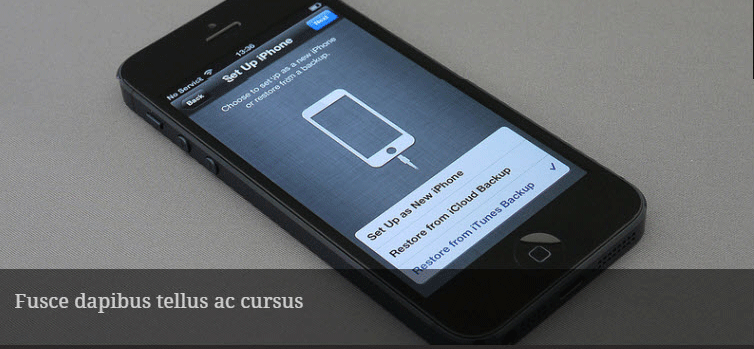 No Service 13:36
Back Set Up iPhone Next
Choose to set up as a new iPhone
or restore from a backup.
Set Up as New iPhone
Restore from iCloud Backup
Restore from iTunes Backup
Fusce dapibus tellus ac cursus